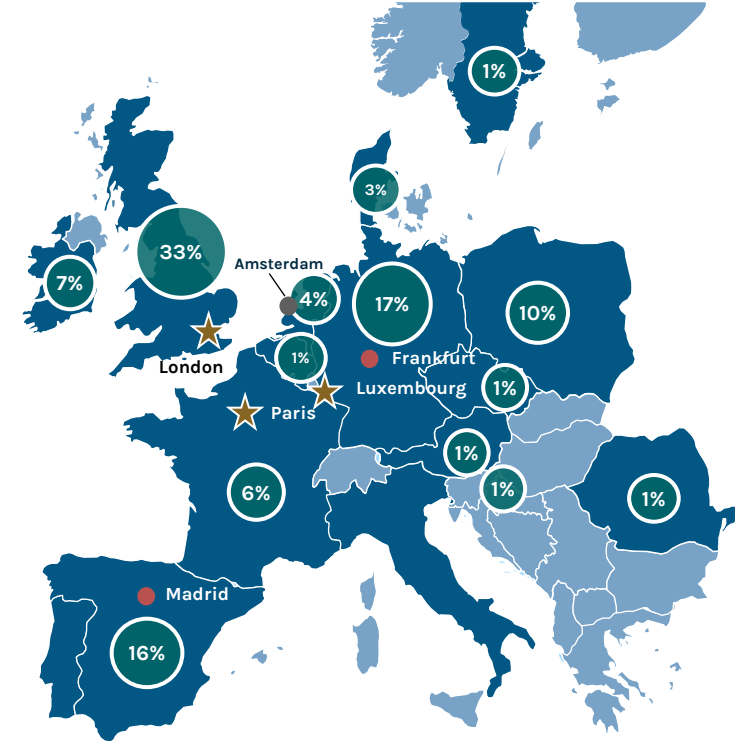 1%
3%
33%
Amsterdam
7%
4%
17%
10%
London
1%
Frankfurt
Luxembourg
1%
Paris
1%
6%
1%
1%
Madrid
16%